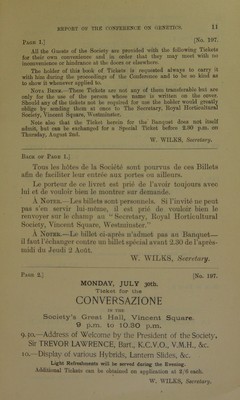 REPORT OF THE CONFERENCE ON GENETICS. 11
PAGE 1.] [No. 197.
All the Guests of the Society are provided with the following Tickets
for their own convenience and in order that they may meet with no
inconvenience or hindrance at the doors or elsewhere.
The holder of this book of Tickets is requested always to carry it
with him during the proceedings of the Conference and to be so kind as
to show it whenever applied to.
NOTA BENE.—These Tickets are not any of them transferable but are
only for the use of the person whose name is written on the cover.
Should any of the tickets not be required for use the holder would greatly
oblige by sending them at once to The Secretary, Royal Horticultural
Society, Vincent Square, Westminster.
Note also that the Ticket herein for the Banquet does not itself
admit, but can be exchanged for a Special Ticket before 2.30 p.m. on
Thursday, August 2nd.
W. WILKS, Secretary.
BACK OF PAGE 1.]
Tous les hôtes de la Société sont pourvus de ces Billets
afin de faciliter leur entrée aux portes ou ailleurs.
Le porteur de ce livret est prié de l'avoir toujours avec
lui et de vouloir bien le montrer sur demande.
À NOTER.—Les billets sont personnels. Si l'invité ne peut
pas s'en servir lui-même, il est prié de vouloir bien le
renvoyer sur le champ au "Secretary, Royal Horticultural
Society, Vincent Square, Westminster."
À NOTER.—Le billet ci-après n'admet pas au Banquet—
il faut l'échanger contre un billet spécial avant 2.30 de l'après-
midi du Jeudi 2 Août.
W. WILKS, Secretary.
PAGE 2.] [No. 197.
MONDAY, JULY 30th.
Ticket for the
CONVERSAZIONE
IN THE
Society's Great Hall, Vincent Square.
9 p.m. to 10.30 p.m.
9.30.—Address of Welcome by the President of the Society,
Sir TREVOR LAWRENCE, Bart., K.C.V.O., V.M.H., &c.
10.—Display of various Hybrids, Lantern Slides, &c.
Light Refreshments will be served during the Evening.
Additional Tickets can be obtained on application at 2/6 each.
W. WILKS, Secretary.